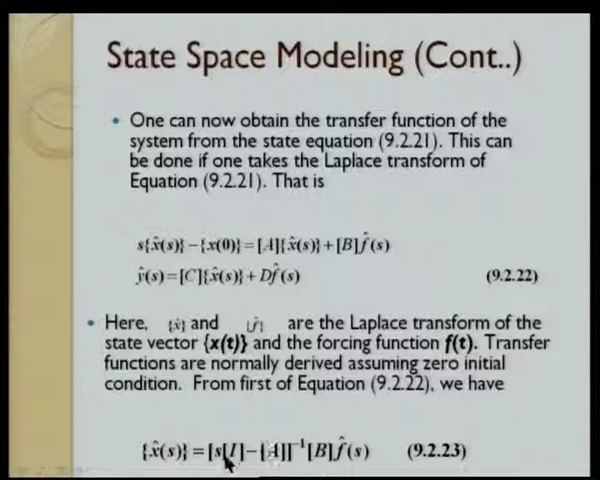 State Space Modeling (Cont..)
• One can now obtain the transfer function of the
system from the state equation (9.2.21). This can
be done if one takes the Laplace transform of
Equation (9.2.21). That is
s{x̂(s)} − {x(0)} = [A]{x̂(s)} + [B]f̂(s)
ŷ(s) = [C]{x̂(s)} + Df̂(s) (9.2.22)
• Here, {x̂} and {f̂} are the Laplace transform of the
state vector {x(t)} and the forcing function f(t). Transfer
functions are normally derived assuming zero initial
condition. From first of Equation (9.2.22), we have
{x̂(s)} = [s[I] − [A]]⁻¹[B]f̂(s) (9.2.23)